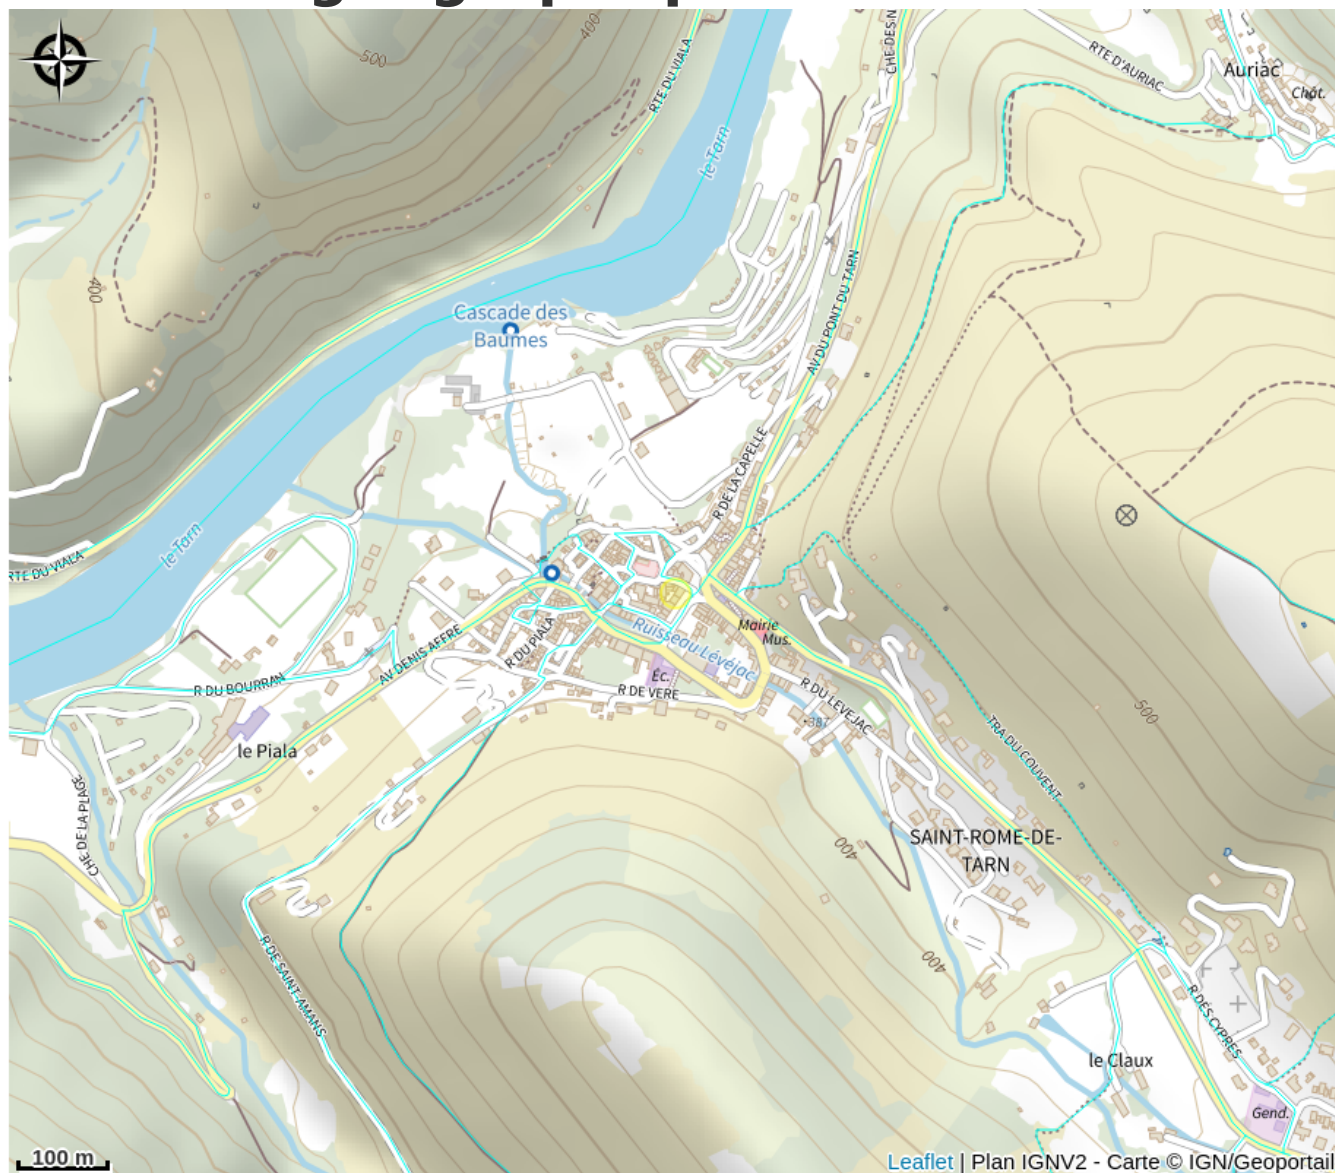 500
400
RTE DU VIALA
le Tarn
CHE DES N
RTE D'AURIAC
Auriac
Chât.
400
Cascade des
Baumes
AV DU PONT DU TARN
R DE LA CAPELLE
le Tarn
RTE DU VIALA
Mairie
Mus.
Ruisseau Lévéjac
R DU PIALA
AV DENIS AFFRE
Ec.
R DE VERE
R DU BOURRAN
R DU LEVEJAC
387
le Piala
500
TRA DU COUVENT
CHE DE LA PLAGE
SAINT-ROME-DE-
TARN
400
400
R DE SAINT-AMANS
R DES CYPRES
le Claux
Gend.
100 m
Leaflet | Plan IGNV2 - Carte © IGN/Geoportail